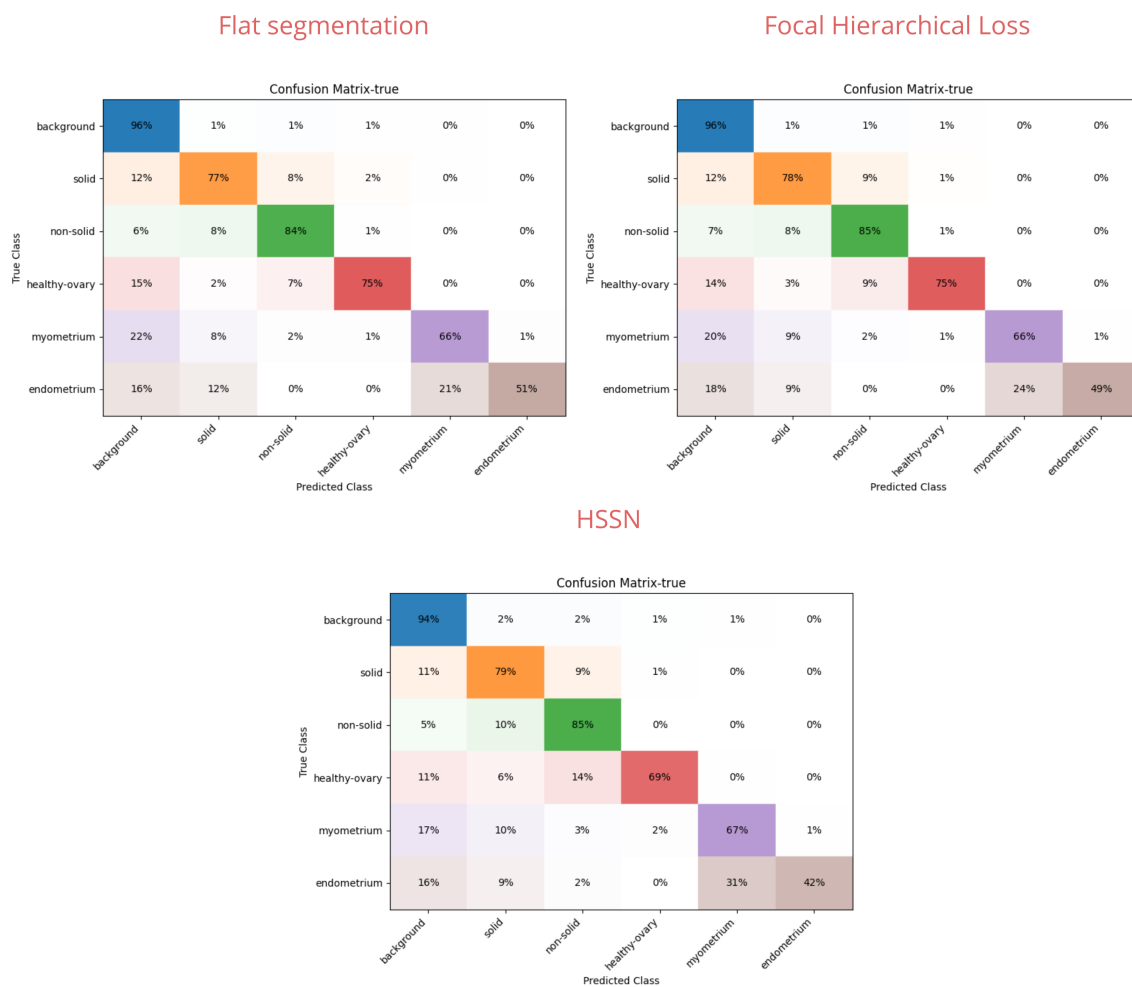 Flat segmentation
Focal Hierarchical Loss
Confusion Matrix-true
background 96% 1% 1% 1% 0% 0%
solid 12% 77% 8% 2% 0% 0%
non-solid 6% 8% 84% 1% 0% 0%
healthy-ovary 15% 2% 7% 75% 0% 0%
myometrium 22% 8% 2% 1% 66% 1%
endometrium 16% 12% 0% 0% 21% 51%
True Class
background solid non-solid healthy-ovary myometrium endometrium
Predicted Class
Confusion Matrix-true
background 96% 1% 1% 1% 0% 0%
solid 12% 78% 9% 1% 0% 0%
non-solid 7% 8% 85% 1% 0% 0%
healthy-ovary 14% 3% 9% 75% 0% 0%
myometrium 20% 9% 2% 1% 66% 1%
endometrium 18% 9% 0% 0% 24% 49%
True Class
background solid non-solid healthy-ovary myometrium endometrium
Predicted Class
HSSN
Confusion Matrix-true
background 94% 2% 2% 1% 1% 0%
solid 11% 79% 9% 1% 0% 0%
non-solid 5% 10% 85% 0% 0% 0%
healthy-ovary 11% 6% 14% 69% 0% 0%
myometrium 17% 10% 3% 2% 67% 1%
endometrium 16% 9% 2% 0% 31% 42%
True Class
background solid non-solid healthy-ovary myometrium endometrium
Predicted Class